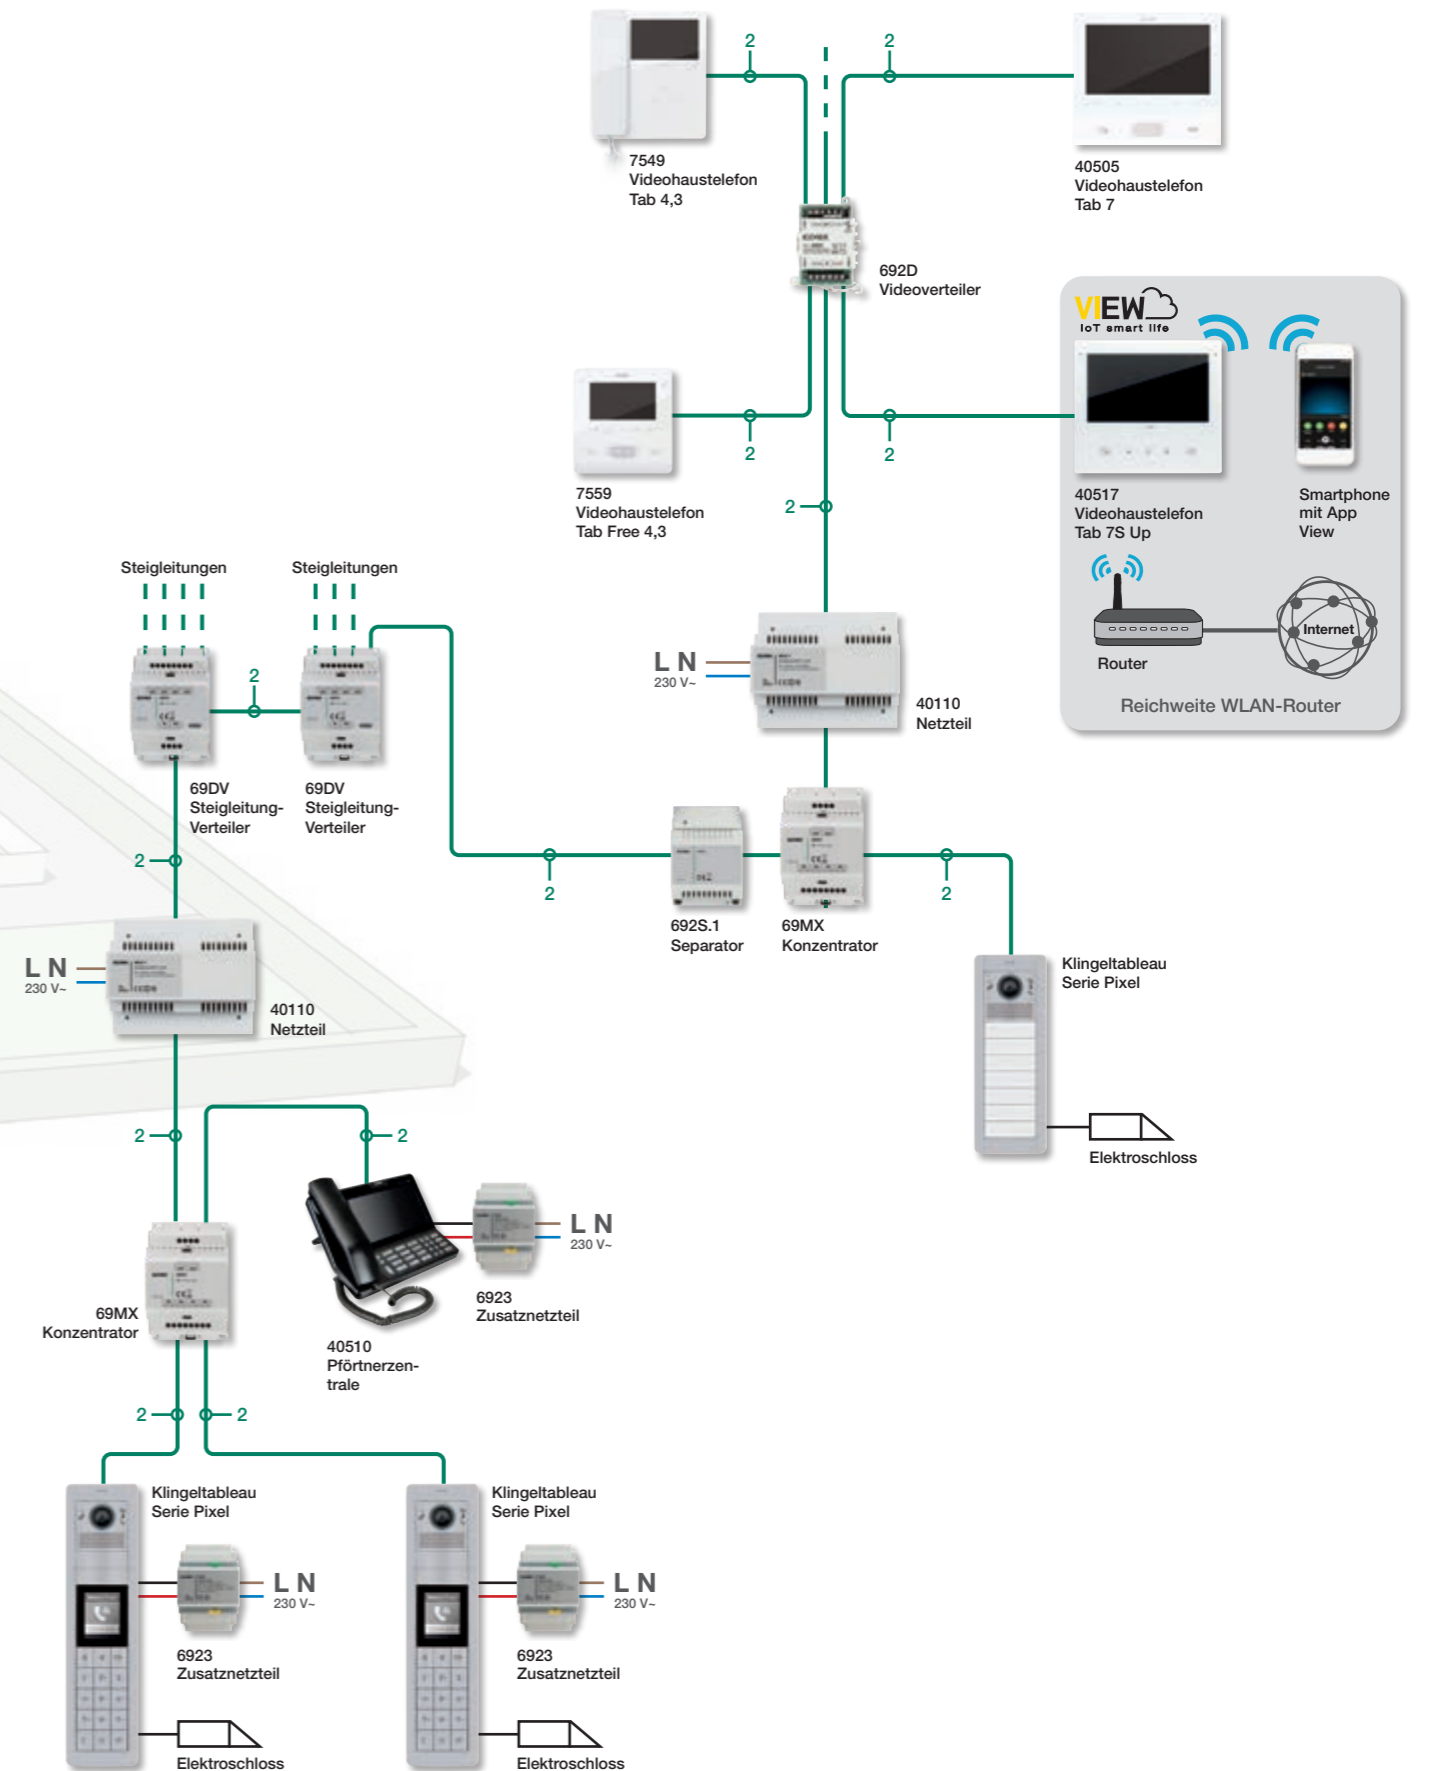 2
2
7549
Videohaustelefon
Tab 4,3
40505
Videohaustelefon
Tab 7
692D
Videoverteiler
VIEW
IoT smart life
2
2
7559
Videohaustelefon
Tab Free 4,3
2
40517
Videohaustelefon
Tab 7S Up
Smartphone
mit App
View
Router
Internet
Reichweite WLAN-Router
Steigleitungen
Steigleitungen
2
L N
230 V~
40110
Netzteil
69DV
Steigleitung-
Verteiler
69DV
Steigleitung-
Verteiler
2
2
2
692S.1
Separator
69MX
Konzentrator
L N
230 V~
40110
Netzteil
Klingeltableau
Serie Pixel
Elektroschloss
2
2
L N
230 V~
6923
Zusatznetzteil
69MX
Konzentrator
40510
Pförtnerzen-
trale
2
2
Klingeltableau
Serie Pixel
Klingeltableau
Serie Pixel
L N
230 V~
L N
230 V~
6923
Zusatznetzteil
6923
Zusatznetzteil
Elektroschloss
Elektroschloss